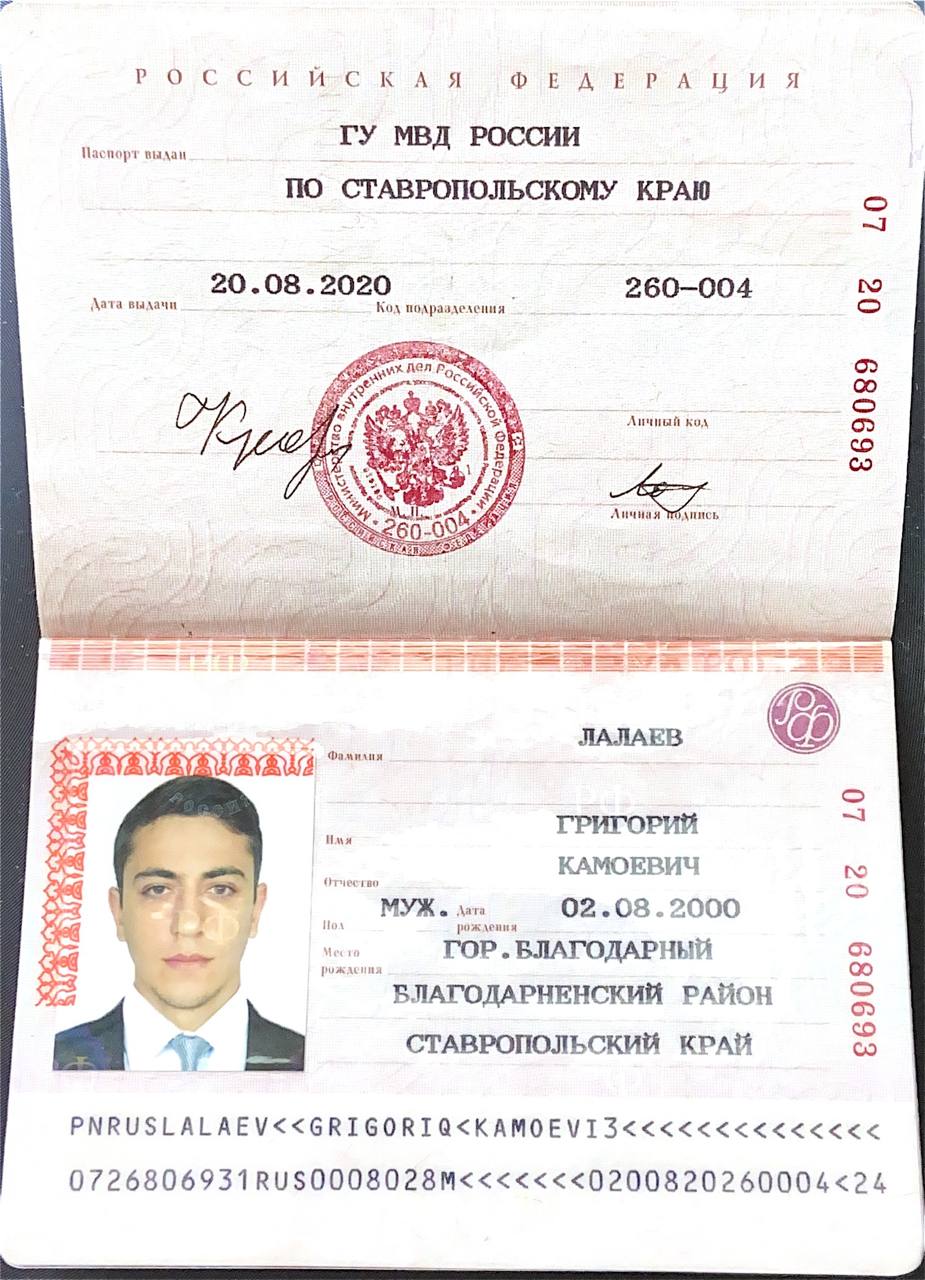 РОССИЙСКАЯ ФЕДЕРАЦИЯ
Паспорт выдан ГУ МВД РОССИИ
ПО СТАВРОПОЛЬСКОМУ КРАЮ
Дата выдачи 20.08.2020 Код подразделения 260-004
07 20 680693
Личный код
Личная подпись
Министерство внутренних дел Российской Федерации
М.П.
260-004
РФ
Фамилия ЛАЛАЕВ
Имя ГРИГОРИЙ
Отчество КАМОЕВИЧ
Пол МУЖ. Дата рождения 02.08.2000
Место рождения ГОР.БЛАГОДАРНЫЙ
БЛАГОДАРНЕНСКИЙ РАЙОН
СТАВРОПОЛЬСКИЙ КРАЙ
07 20 680693
PNRUSLALAEV<<GRIGORIQ<KAMOEVI3<<<<<<<<<<<<<<
0726806931RUS0008028M<<<<<<<0200820260004<24